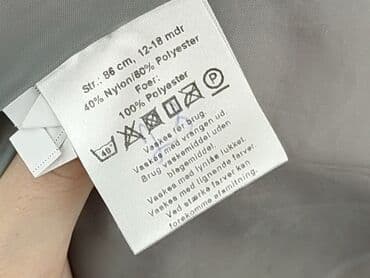 Str.: 86 cm, 12-18 mdr
40% Nylon/60% Polyester
Foer:
100% Polyester
40
P
Vaskes før brug.
Vaskes med vrangen ud
Brug vaskemiddel uden
blegemiddel.
Vaskes med lynlås lukket.
Vaskes med lignende farver.
Ved stærke farver kan
forekomme afsmitning.